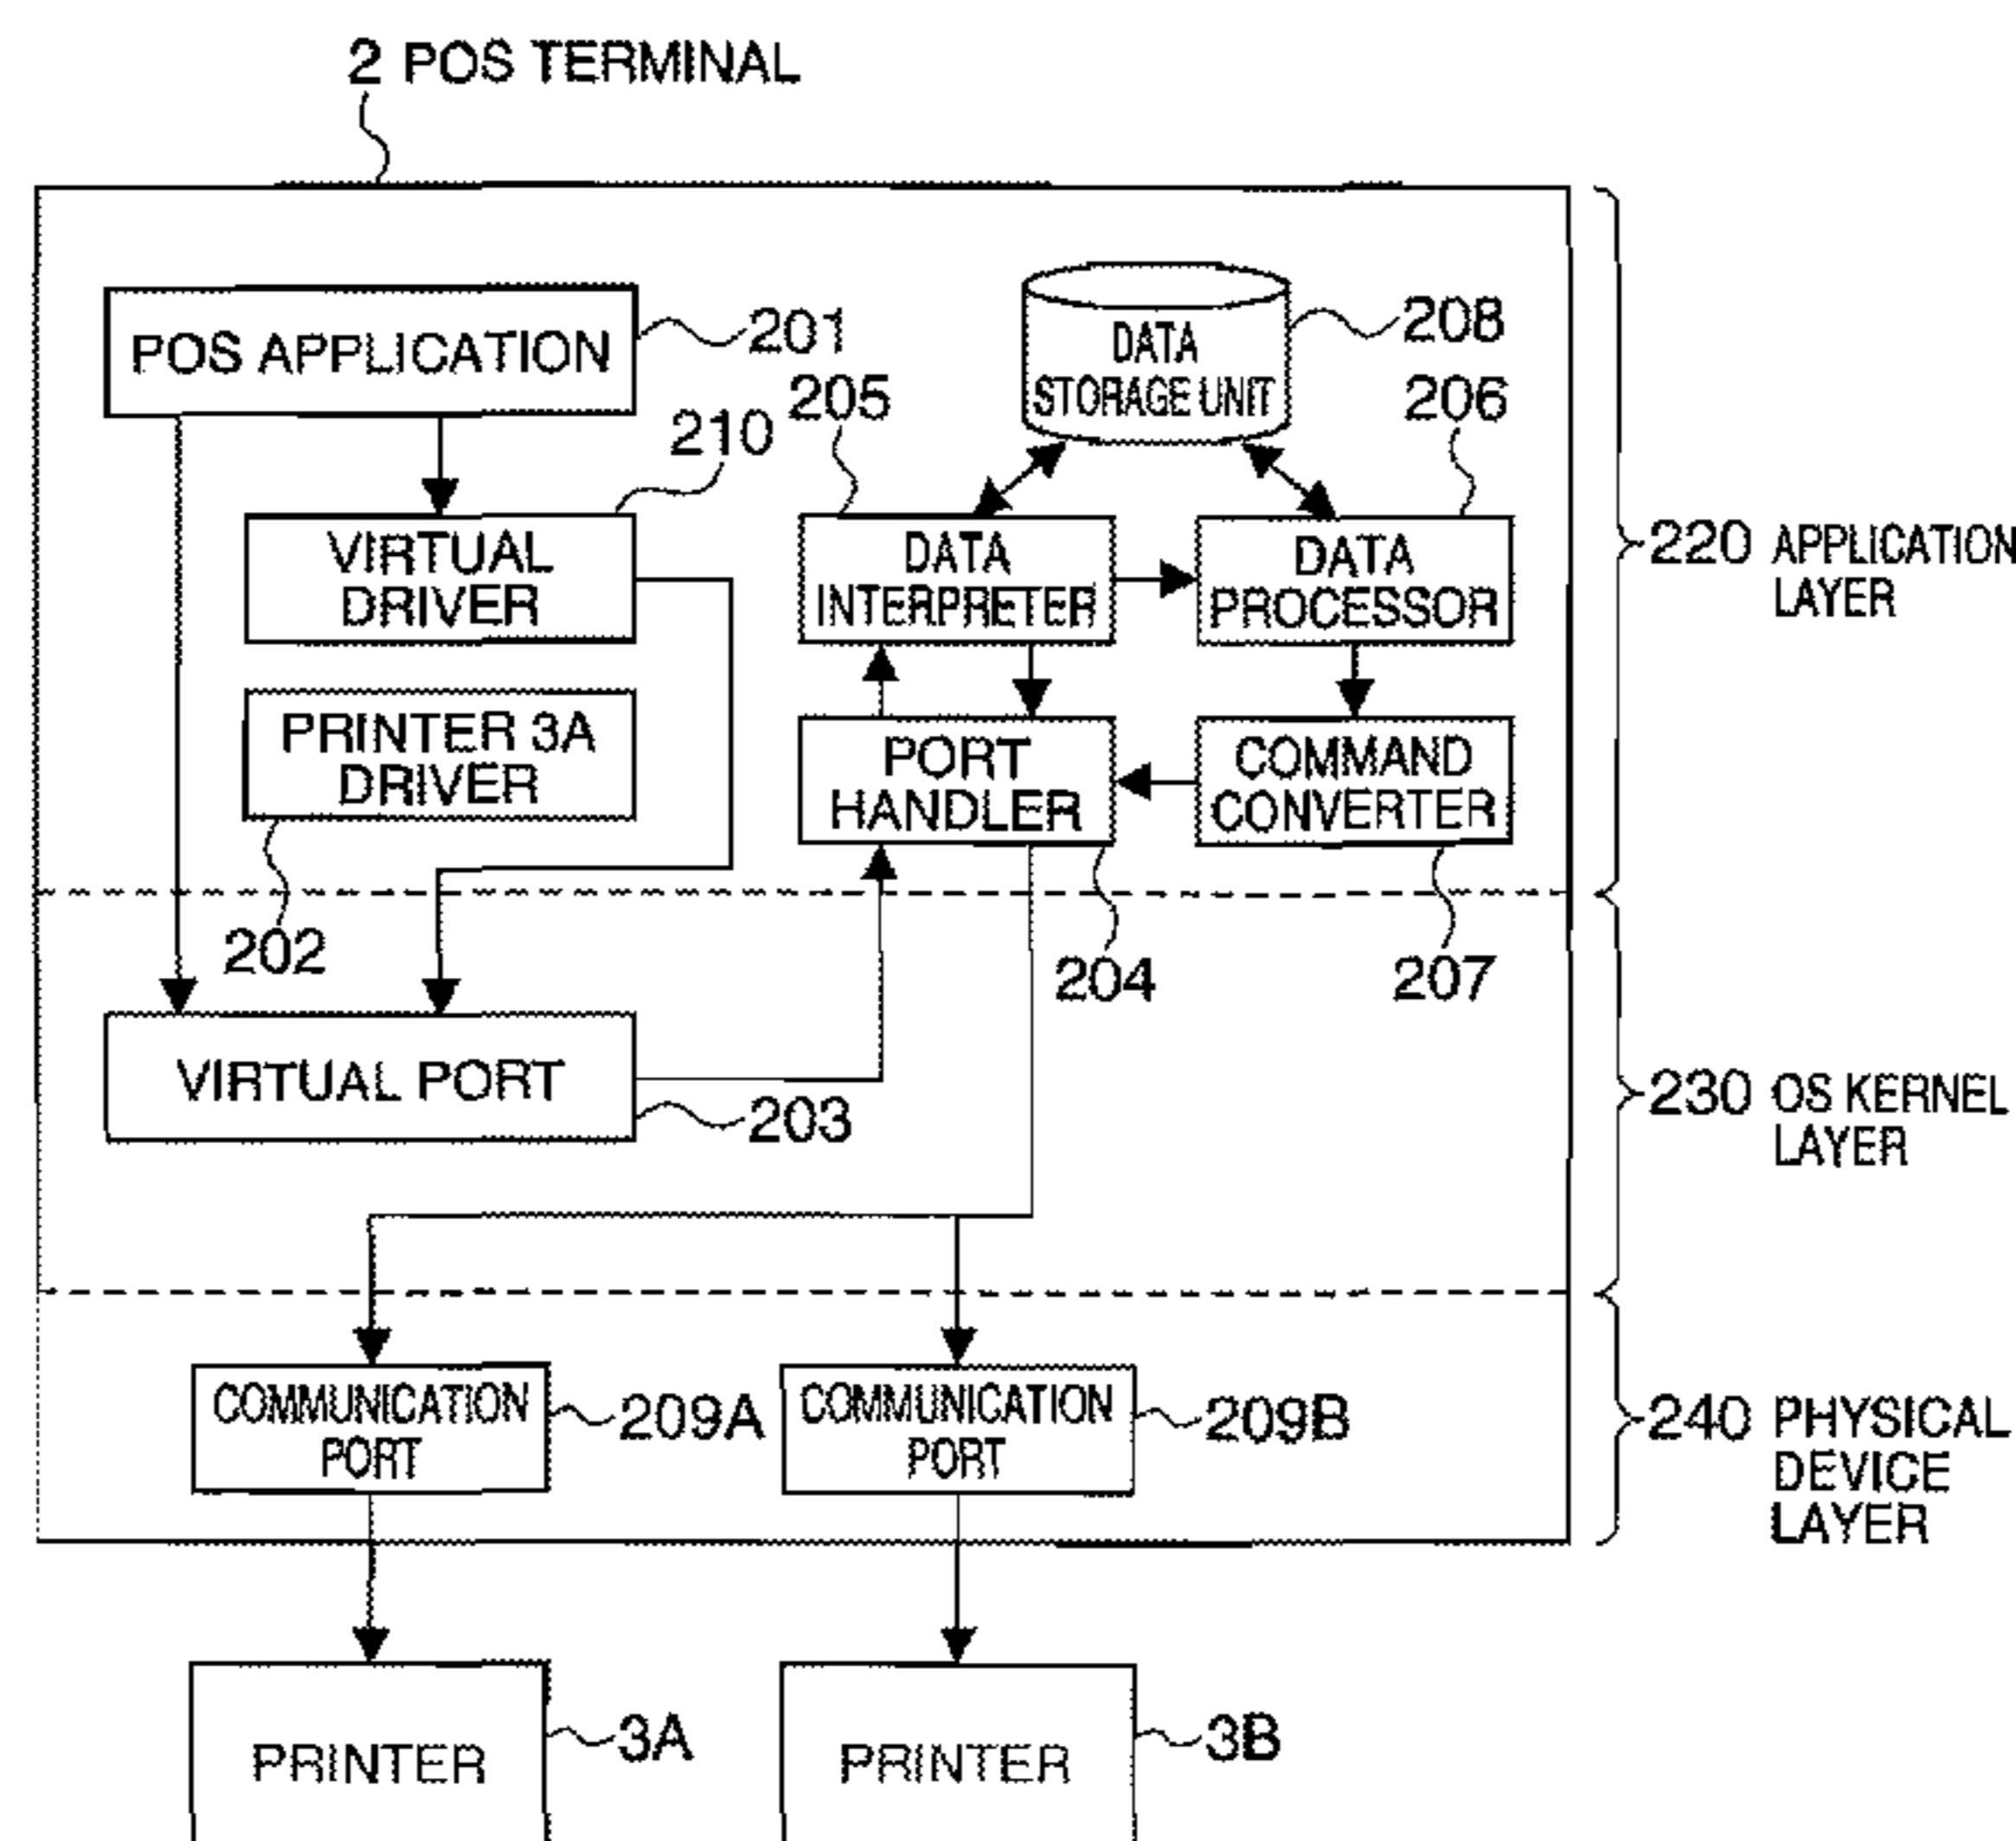 2 POS TERMINAL
POS APPLICATION
201
DATA
STORAGE UNIT
208
205
206
210
VIRTUAL
DRIVER
DATA
INTERPRETER
DATA
PROCESSOR
220 APPLICATION
LAYER
PRINTER 3A
DRIVER
PORT
HANDLER
COMMAND
CONVERTER
202
204
207
VIRTUAL PORT
203
230 OS KERNEL
LAYER
COMMUNICATION
PORT
209A
COMMUNICATION
PORT
209B
240 PHYSICAL
DEVICE
LAYER
PRINTER
3A
PRINTER
3B